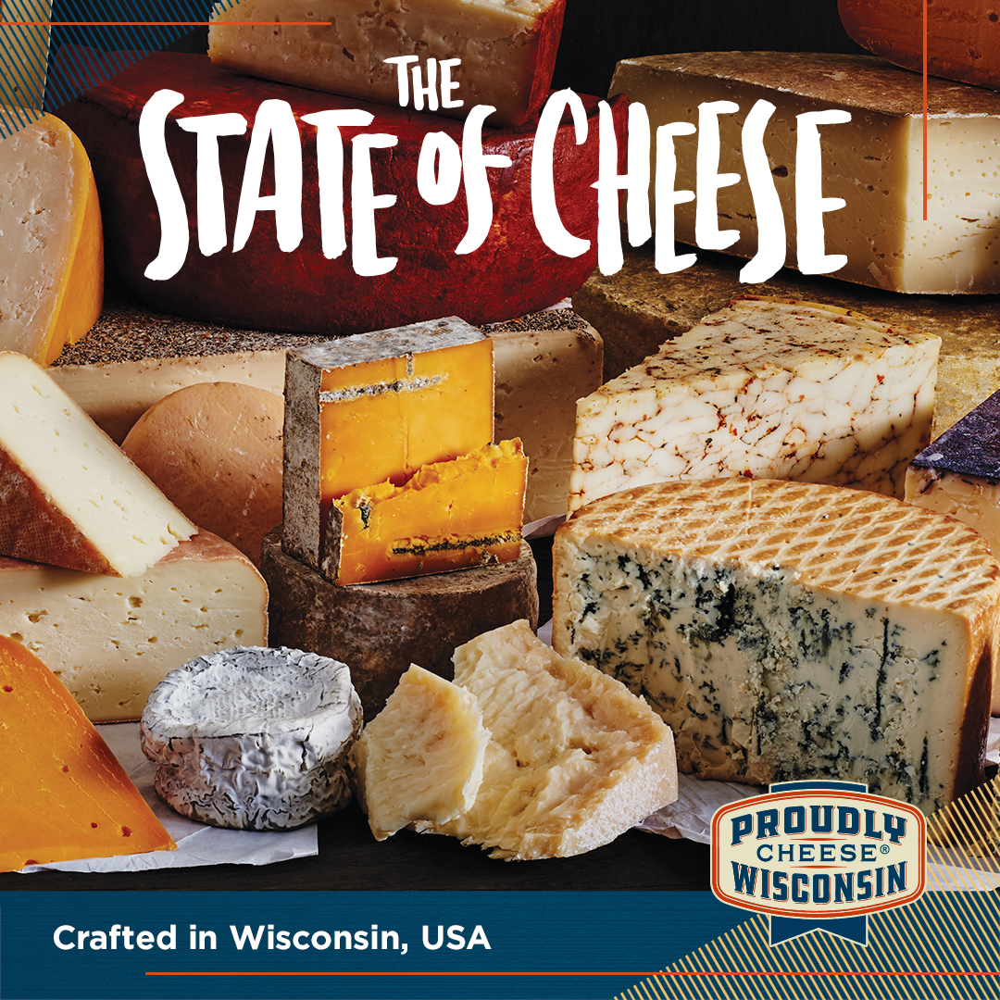 THE
STATE OF CHEESE
PROUDLY
CHEESE®
WISCONSIN
Crafted in Wisconsin, USA